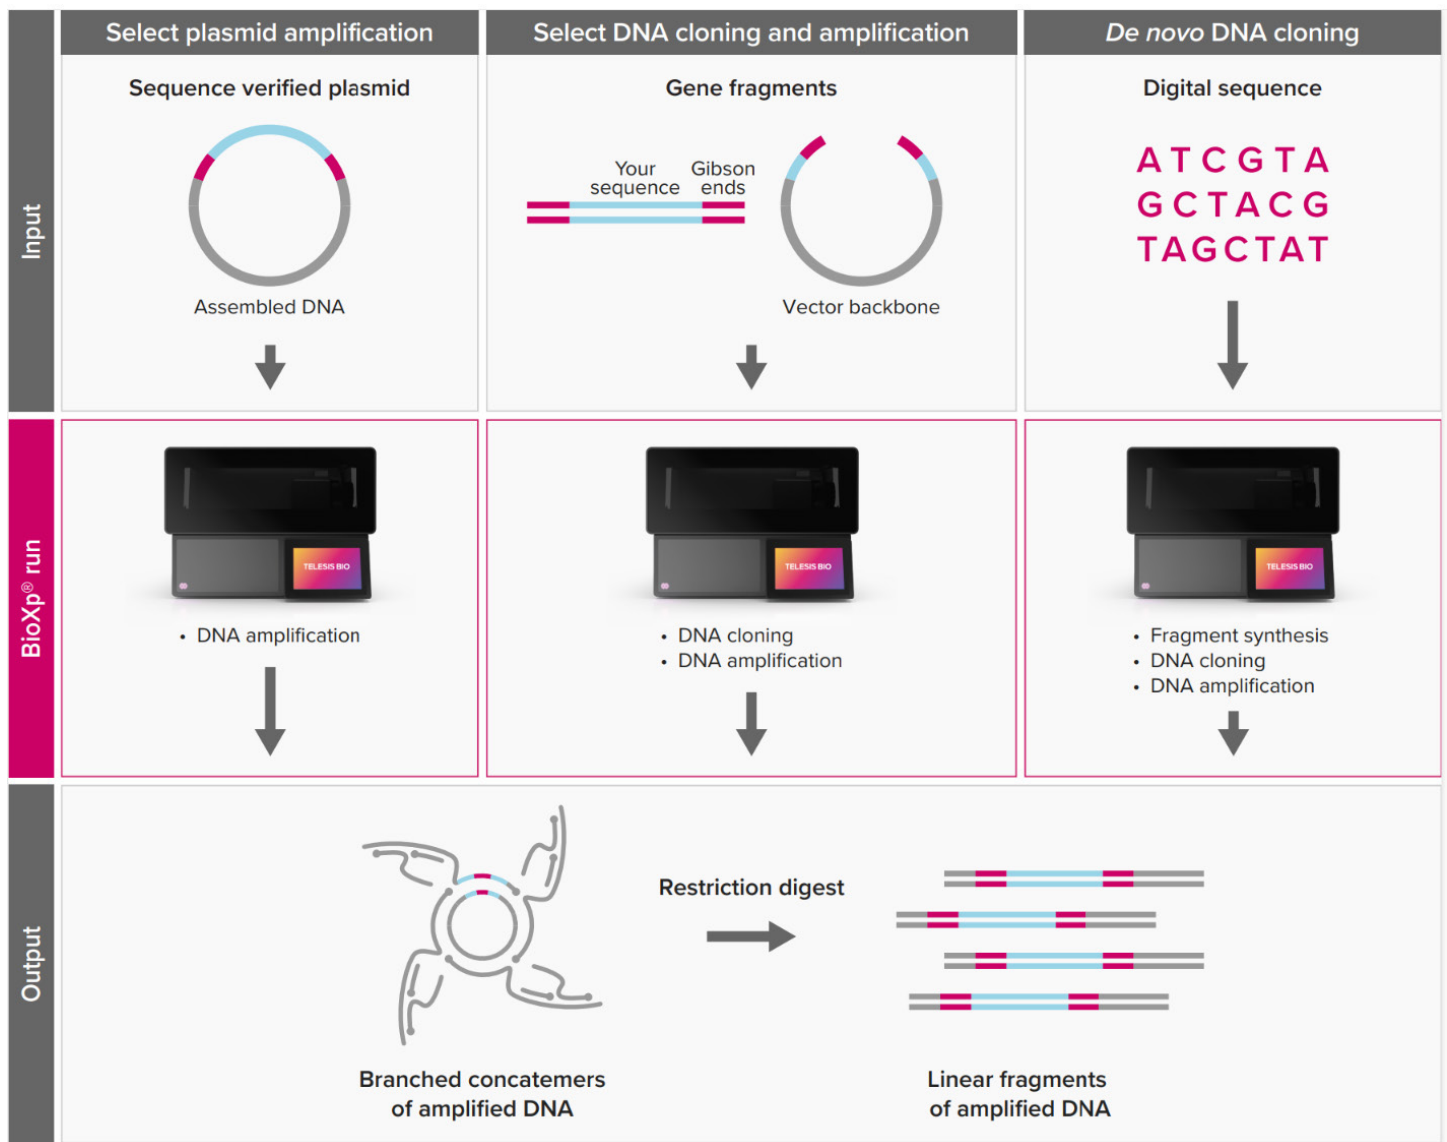 Select plasmid amplification
Select DNA cloning and amplification
De novo DNA cloning
Input
Sequence verified plasmid
Assembled DNA
Gene fragments
Your
sequence
Gibson
ends
Vector backbone
Digital sequence
A T C G T A
G C T A C G
T A G C T A T
BioXp® run
TELESIS BIO
• DNA amplification
TELESIS BIO
• DNA cloning
• DNA amplification
TELESIS BIO
• Fragment synthesis
• DNA cloning
• DNA amplification
Output
Branched concatemers
of amplified DNA
Restriction digest
Linear fragments
of amplified DNA